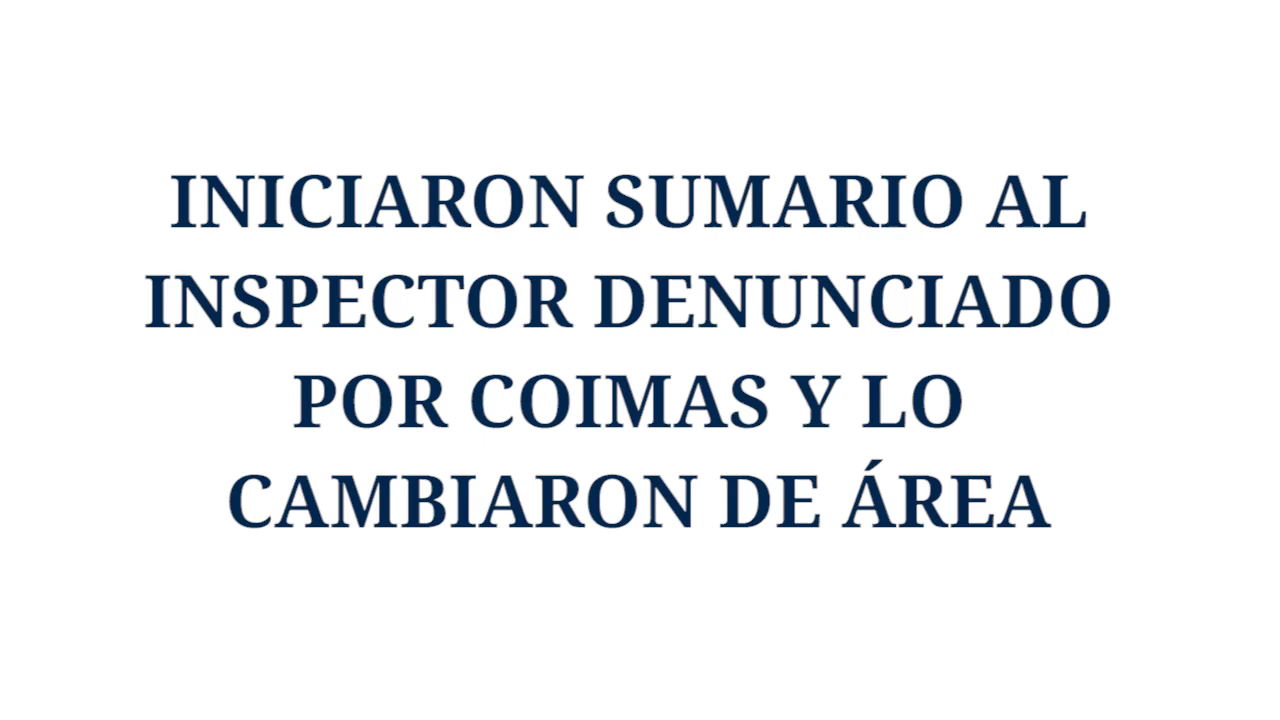 INICIARON SUMARIO AL
INSPECTOR DENUNCIADO
POR COIMAS Y LO
CAMBIARON DE ÁREA